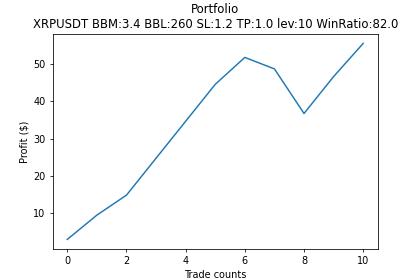 Portfolio
XRPUSDT BBM:3.4 BBL:260 SL:1.2 TP:1.0 lev:10 WinRatio:82.0
50
40
30
20
10
Profit ($)
0 2 4 6 8 10
Trade counts